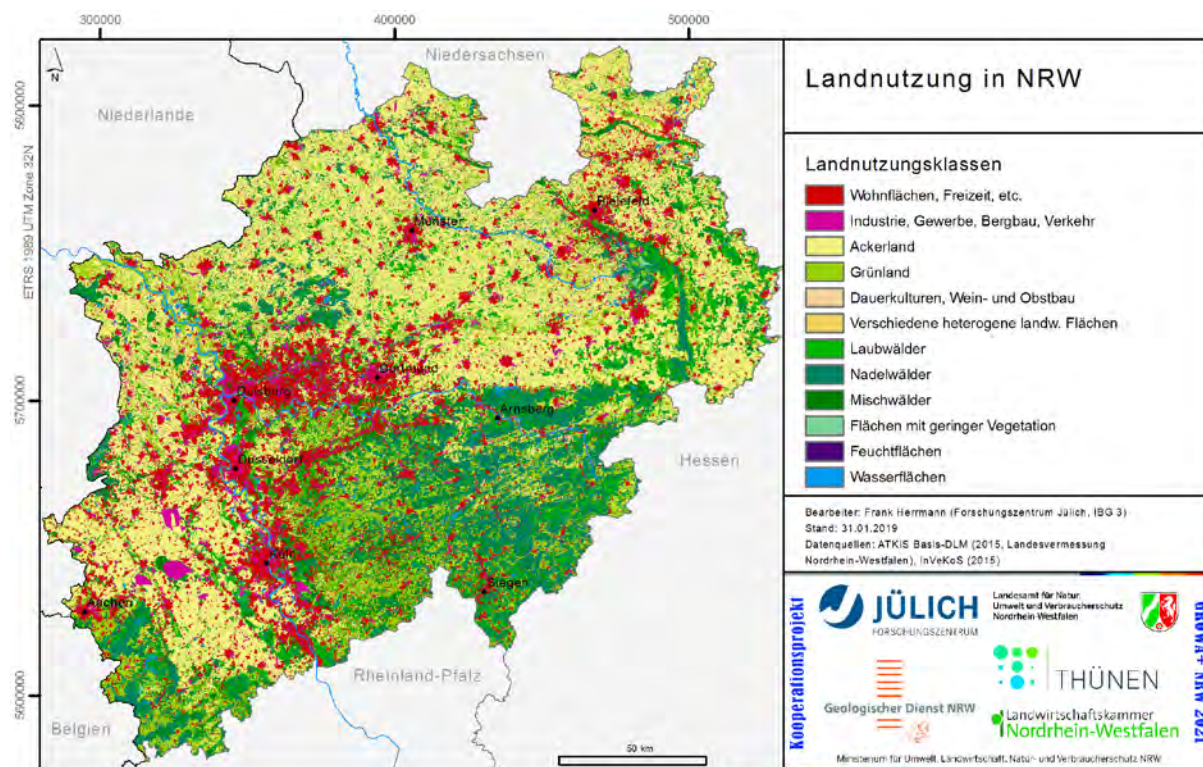 300000
400000
500000
5800000
5700000
5600000
ETRS 1989 UTM Zone 32N
N
Niedersachsen
Niederlande
Bielefeld
Münster
Dortmund
Duisburg
Arnsberg
Düsseldorf
Hessen
Köln
Siegen
Aachen
Rheinland-Pfalz
Belgien
50 km
Landnutzung in NRW
Landnutzungsklassen
Wohnflächen, Freizeit, etc.
Industrie, Gewerbe, Bergbau, Verkehr
Ackerland
Grünland
Dauerkulturen, Wein- und Obstbau
Verschiedene heterogene landw. Flächen
Laubwälder
Nadelwälder
Mischwälder
Flächen mit geringer Vegetation
Feuchtflächen
Wasserflächen
Bearbeiter: Frank Herrmann (Forschungszentrum Jülich, IBG 3)
Stand: 31.01.2019
Datenquellen: ATKIS Basis-DLM (2015, Landesvermessung
Nordrhein-Westfalen), InVeKoS (2015)
Kooperationsprojekt
JÜLICH
FORSCHUNGSZENTRUM
Landesamt für Natur,
Umwelt und Verbraucherschutz
Nordrhein-Westfalen
THÜNEN
Geologischer Dienst NRW
Landwirtschaftskammer
Nordrhein-Westfalen
Ministerium für Umwelt, Landwirtschaft, Natur- und Verbraucherschutz NRW
NRW 2021